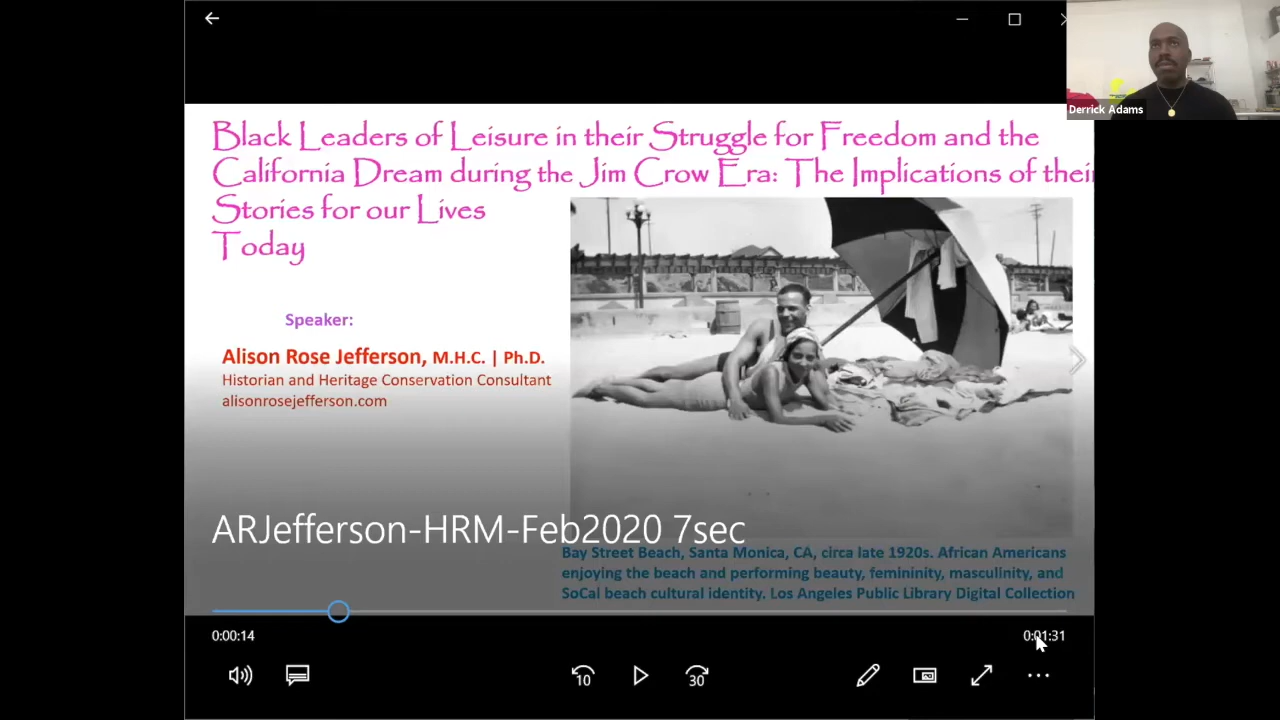 Derrick Adams
Black Leaders of Leisure in their Struggle for Freedom and the
California Dream during the Jim Crow Era: The Implications of their
Stories for our Lives
Today
Speaker:
Alison Rose Jefferson, M.H.C. | Ph.D.
Historian and Heritage Conservation Consultant
alisonrosejefferson.com
ARJefferson-HRM-Feb2020 7sec
Bay Street Beach, Santa Monica, CA, circa late 1920s. African Americans
enjoying the beach and performing beauty, femininity, masculinity, and
SoCal beach cultural identity. Los Angeles Public Library Digital Collection
0:00:14
0:01:31
10
30